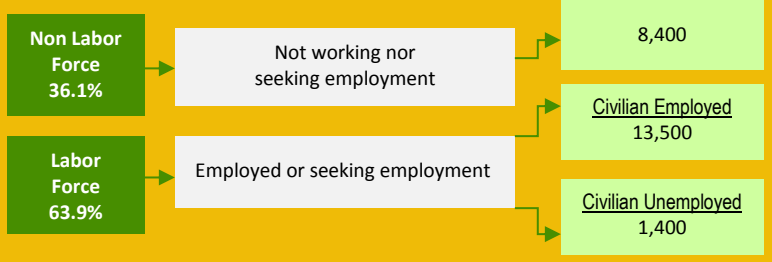 Non Labor
Force
36.1%
Not working nor
seeking employment
8,400
Labor
Force
63.9%
Employed or seeking employment
Civilian Employed
13,500
Civilian Unemployed
1,400